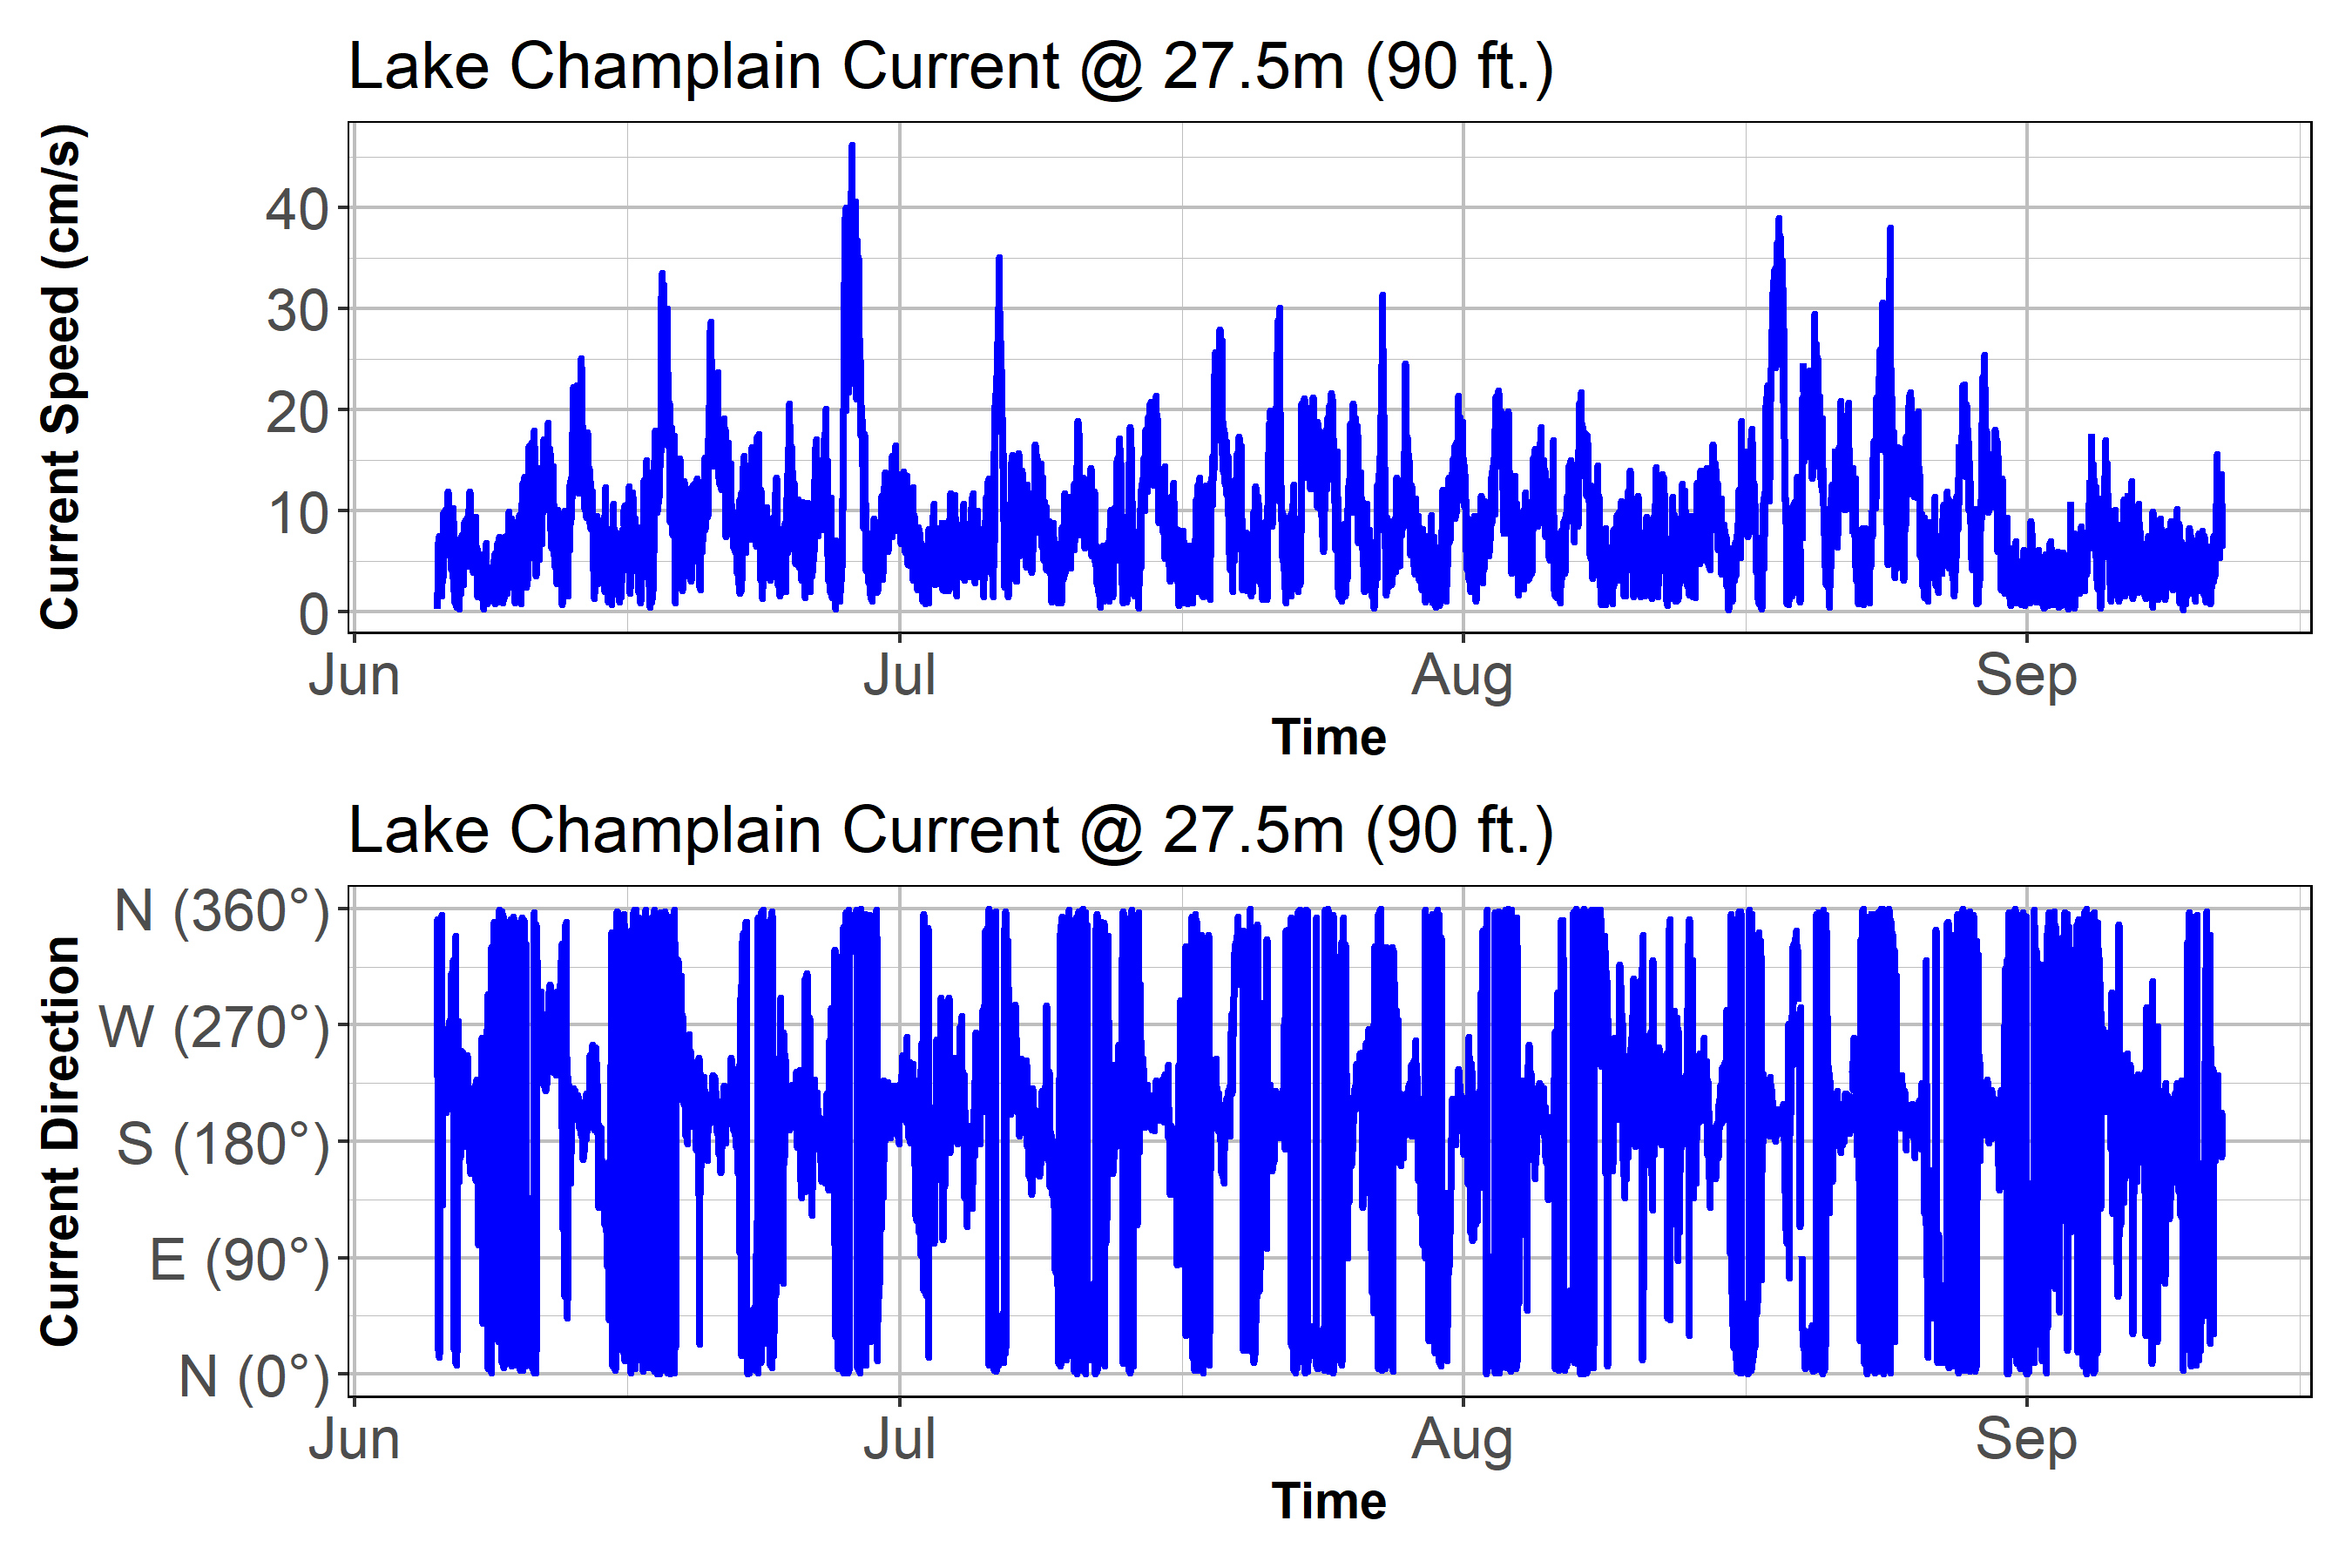 Lake Champlain Current @ 27.5m (90 ft.)
Current Speed (cm/s)
40
30
20
10
0
Jun Jul Aug Sep
Time
Lake Champlain Current @ 27.5m (90 ft.)
Current Direction
N (360°)
W (270°)
S (180°)
E (90°)
N (0°)
Jun Jul Aug Sep
Time